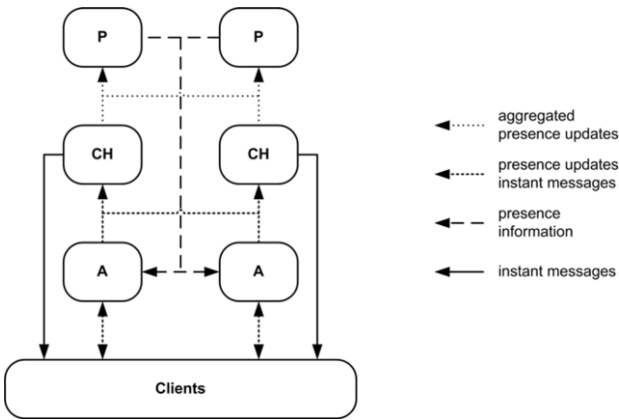 P
P
aggregated
presence updates
CH
CH
presence updates
instant messages
presence
information
A
A
instant messages
Clients